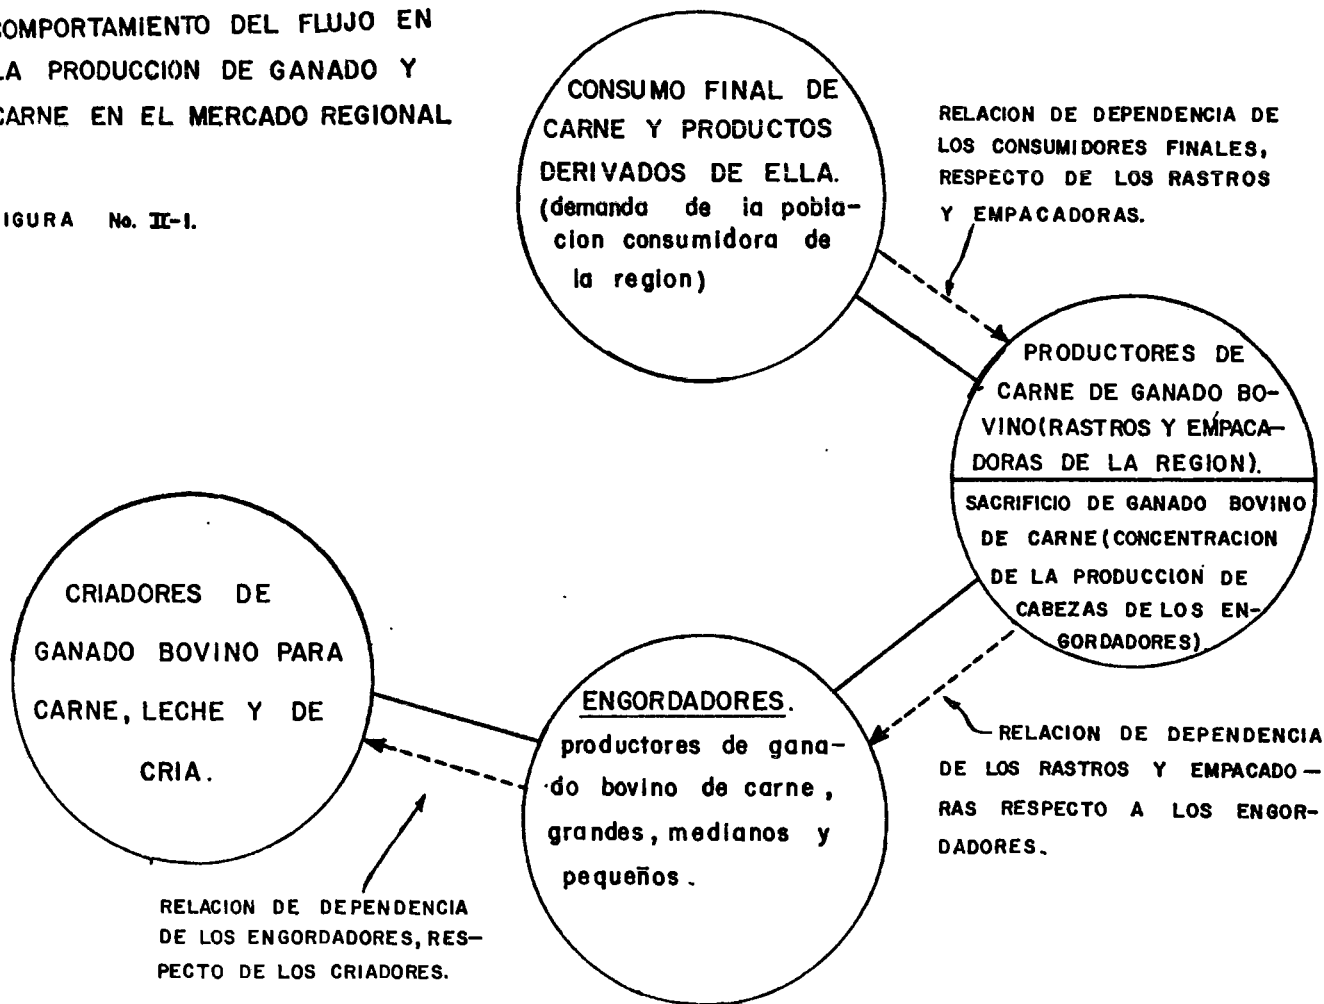 COMPORTAMIENTO DEL FLUJO EN
LA PRODUCCION DE GANADO Y
CARNE EN EL MERCADO REGIONAL
FIGURA No. II-1.
CONSUMO FINAL DE
CARNE Y PRODUCTOS
DERIVADOS DE ELLA.
(demanda de la pobla-
cion consumidora de
la region)
RELACION DE DEPENDENCIA DE
LOS CONSUMIDORES FINALES,
RESPECTO DE LOS RASTROS
Y EMPACADORAS.
PRODUCTORES DE
CARNE DE GANADO BO-
VINO(RASTROS Y EMPACA-
DORAS DE LA REGION).
SACRIFICIO DE GANADO BOVINO
DE CARNE(CONCENTRACION
DE LA PRODUCCION DE
CABEZAS DE LOS EN-
GORDADORES).
RELACION DE DEPENDENCIA
DE LOS RASTROS Y EMPACADO-
RAS RESPECTO A LOS ENGOR-
DADORES.
ENGORDADORES.
productores de gana-
do bovino de carne,
grandes, medianos y
pequeños.
CRIADORES DE
GANADO BOVINO PARA
CARNE, LECHE Y DE
CRIA.
RELACION DE DEPENDENCIA
DE LOS ENGORDADORES, RES-
PECTO DE LOS CRIADORES.